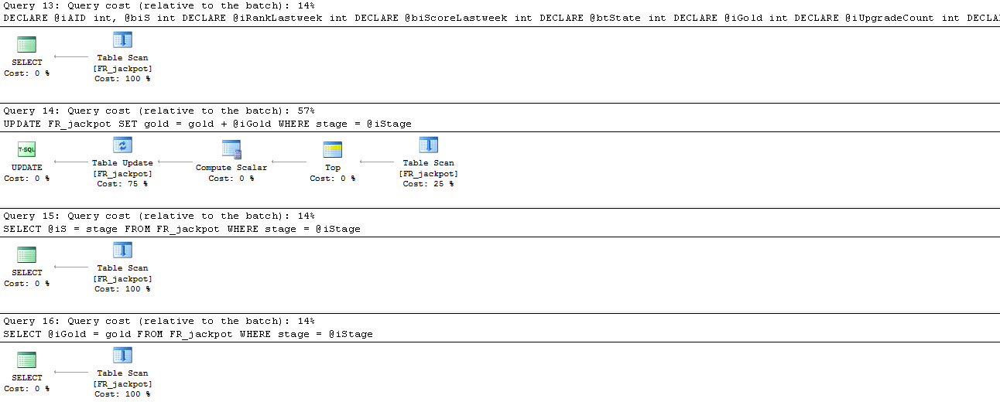 Query 13: Query cost (relative to the batch): 14%
DECLARE @iAID int, @biS int DECLARE @iRankLastweek int DECLARE @biScoreLastweek int DECLARE @btState int DECLARE @iGold int DECLARE @iUpgradeCount int DECLA
SELECT
Cost: 0 %
Table Scan
[FR_jackpot]
Cost: 100 %
Query 14: Query cost (relative to the batch): 57%
UPDATE FR_jackpot SET gold = gold + @iGold WHERE stage = @iStage
T-SQL
UPDATE
Cost: 0 %
Table Update
[FR_jackpot]
Cost: 75 %
Compute Scalar
Cost: 0 %
Top
Cost: 0 %
Table Scan
[FR_jackpot]
Cost: 25 %
Query 15: Query cost (relative to the batch): 14%
SELECT @iS = stage FROM FR_jackpot WHERE stage = @iStage
SELECT
Cost: 0 %
Table Scan
[FR_jackpot]
Cost: 100 %
Query 16: Query cost (relative to the batch): 14%
SELECT @iGold = gold FROM FR_jackpot WHERE stage = @iStage
SELECT
Cost: 0 %
Table Scan
[FR_jackpot]
Cost: 100 %